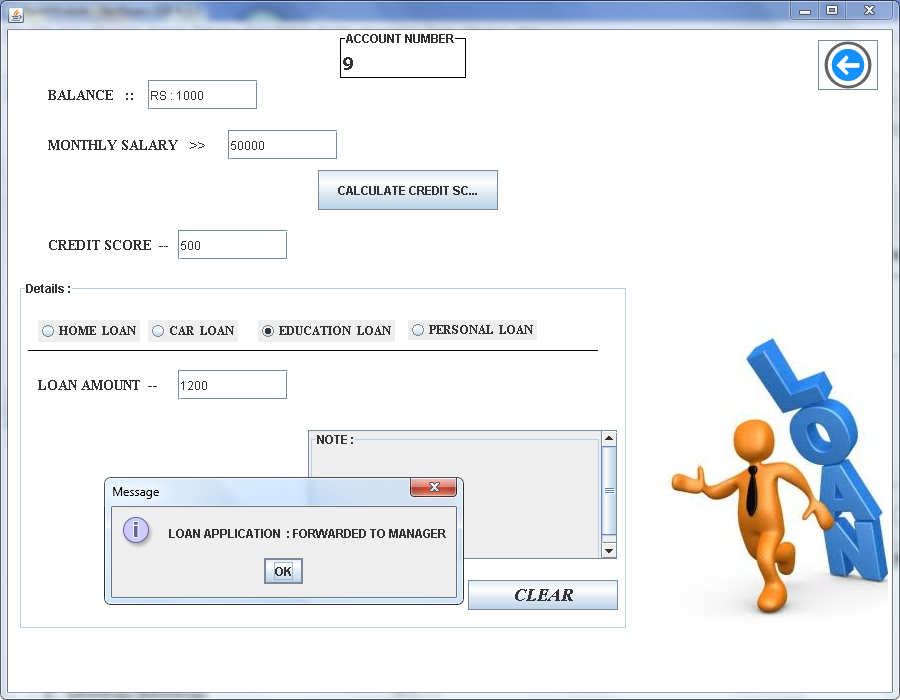 ACCOUNT NUMBER
9
BALANCE ::
RS : 1000
MONTHLY SALARY >>
50000
CALCULATE CREDIT SC...
CREDIT SCORE --
500
Details :
HOME LOAN
CAR LOAN
EDUCATION LOAN
PERSONAL LOAN
LOAN AMOUNT --
1200
NOTE :
Message
LOAN APPLICATION : FORWARDED TO MANAGER
OK
CLEAR
LOAN